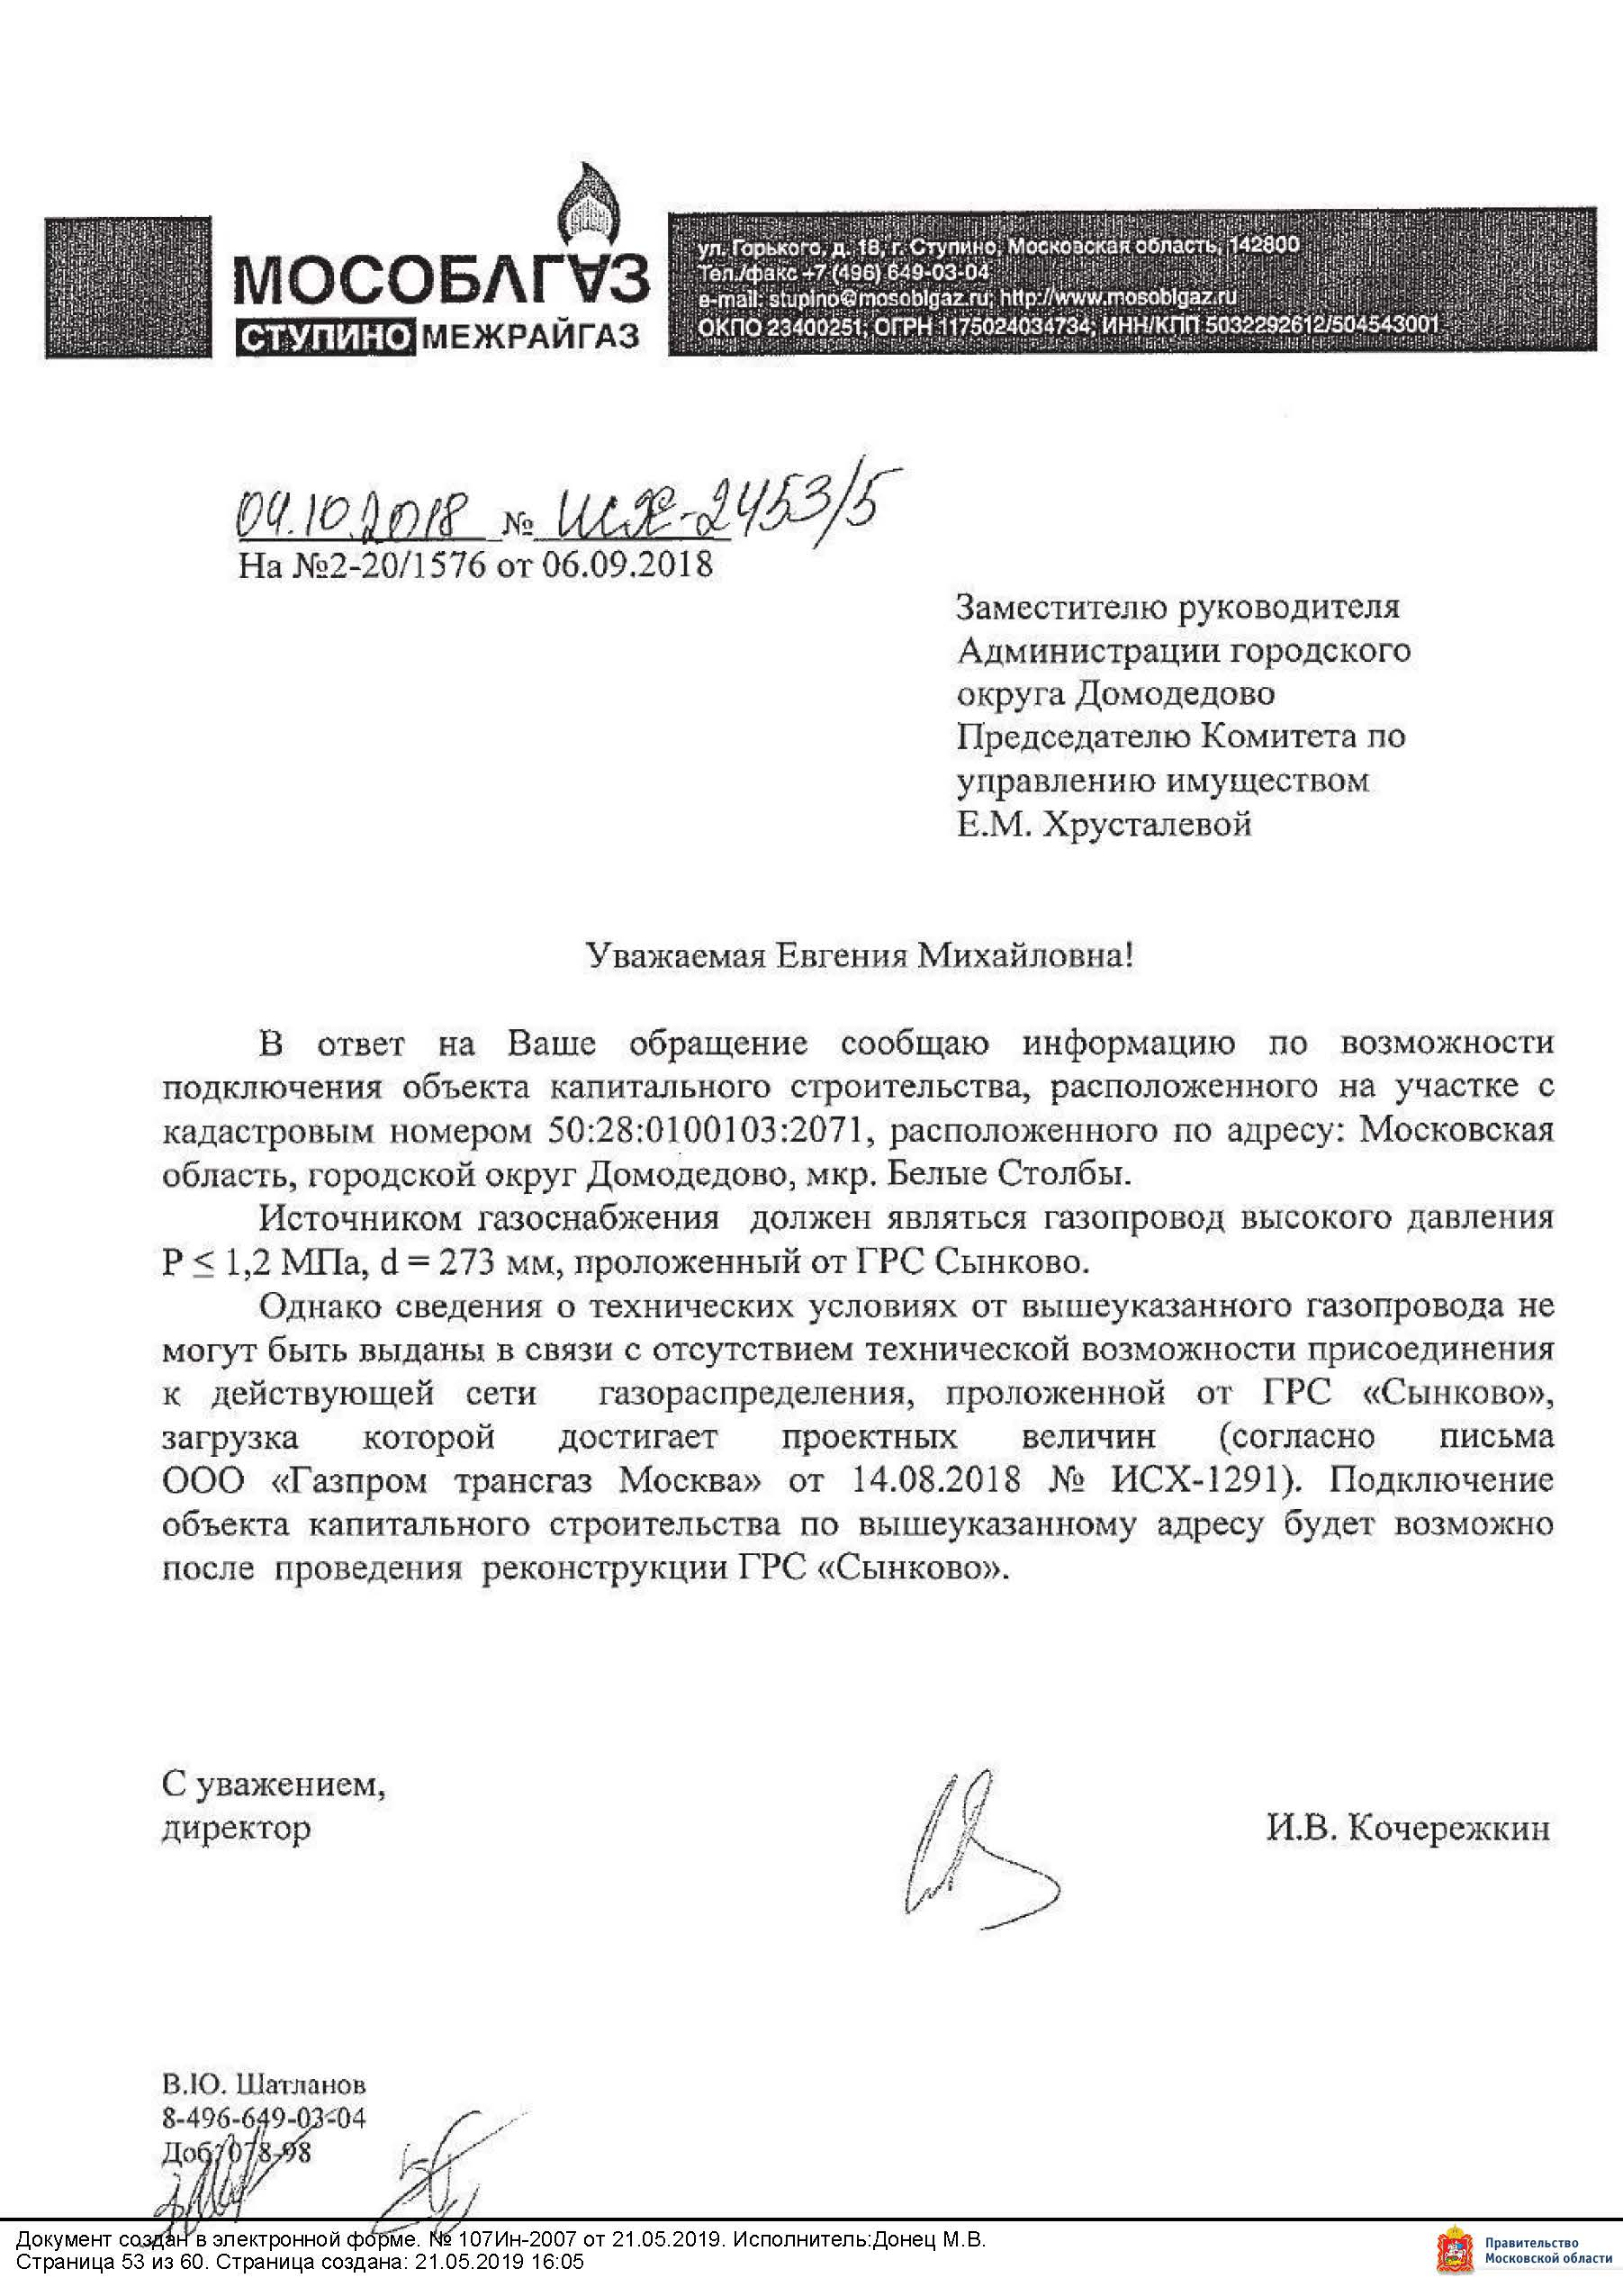 МОСОБЛГАЗ
СТУПИНО МЕЖРАЙГАЗ
ул. Горького, д. 18, г. Ступино, Московская область, 142800
Тел./факс +7 (496) 649-03-04
e-mail: stupino@mosoblgaz.ru; http://www.mosoblgaz.ru
ОКПО 23400251; ОГРН 1175024034734; ИНН/КПП 5032292612/504543001
04.10.2018 № ИСХ-2453/5
На №2-20/1576 от 06.09.2018
Заместителю руководителя
Администрации городского
округа Домодедово
Председателю Комитета по
управлению имуществом
Е.М. Хрусталевой
Уважаемая Евгения Михайловна!
В ответ на Ваше обращение сообщаю информацию по возможности
подключения объекта капитального строительства, расположенного на участке с
кадастровым номером 50:28:0100103:2071, расположенного по адресу: Московская
область, городской округ Домодедово, мкр. Белые Столбы.
Источником газоснабжения должен являться газопровод высокого давления
P ≤ 1,2 МПа, d = 273 мм, проложенный от ГРС Сынково.
Однако сведения о технических условиях от вышеуказанного газопровода не
могут быть выданы в связи с отсутствием технической возможности присоединения
к действующей сети газораспределения, проложенной от ГРС «Сынково»,
загрузка которой достигает проектных величин (согласно письма
ООО «Газпром трансгаз Москва» от 14.08.2018 № ИСХ-1291). Подключение
объекта капитального строительства по вышеуказанному адресу будет возможно
после проведения реконструкции ГРС «Сынково».
С уважением,
директор
И.В. Кочережкин
В.Ю. Шатланов
8-496-649-03-04
Доб. 078-98
Документ создан в электронной форме. № 107Ин-2007 от 21.05.2019. Исполнитель:Донец М.В.
Страница 53 из 60. Страница создана: 21.05.2019 16:05
Правительство
Московской области